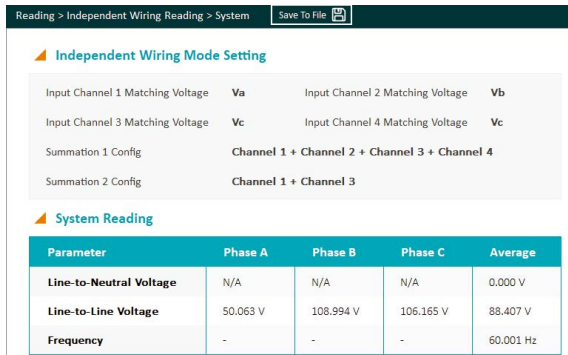 Reading > Independent Wiring Reading > System Save To File
Independent Wiring Mode Setting
Input Channel 1 Matching Voltage Va Input Channel 2 Matching Voltage Vb
Input Channel 3 Matching Voltage Vc Input Channel 4 Matching Voltage Vc
Summation 1 Config Channel 1 + Channel 2 + Channel 3 + Channel 4
Summation 2 Config Channel 1 + Channel 3
System Reading
Parameter Phase A Phase B Phase C Average
Line-to-Neutral Voltage N/A N/A N/A 0.000 V
Line-to-Line Voltage 50.063 V 108.994 V 106.165 V 88.407 V
Frequency - - - 60.001 Hz